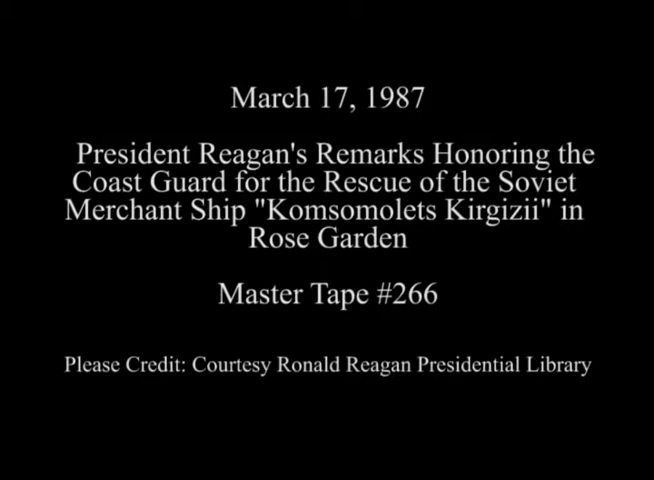 March 17, 1987
President Reagan's Remarks Honoring the
Coast Guard for the Rescue of the Soviet
Merchant Ship "Komsomolets Kirgizii" in
Rose Garden
Master Tape #266
Please Credit: Courtesy Ronald Reagan Presidential Library